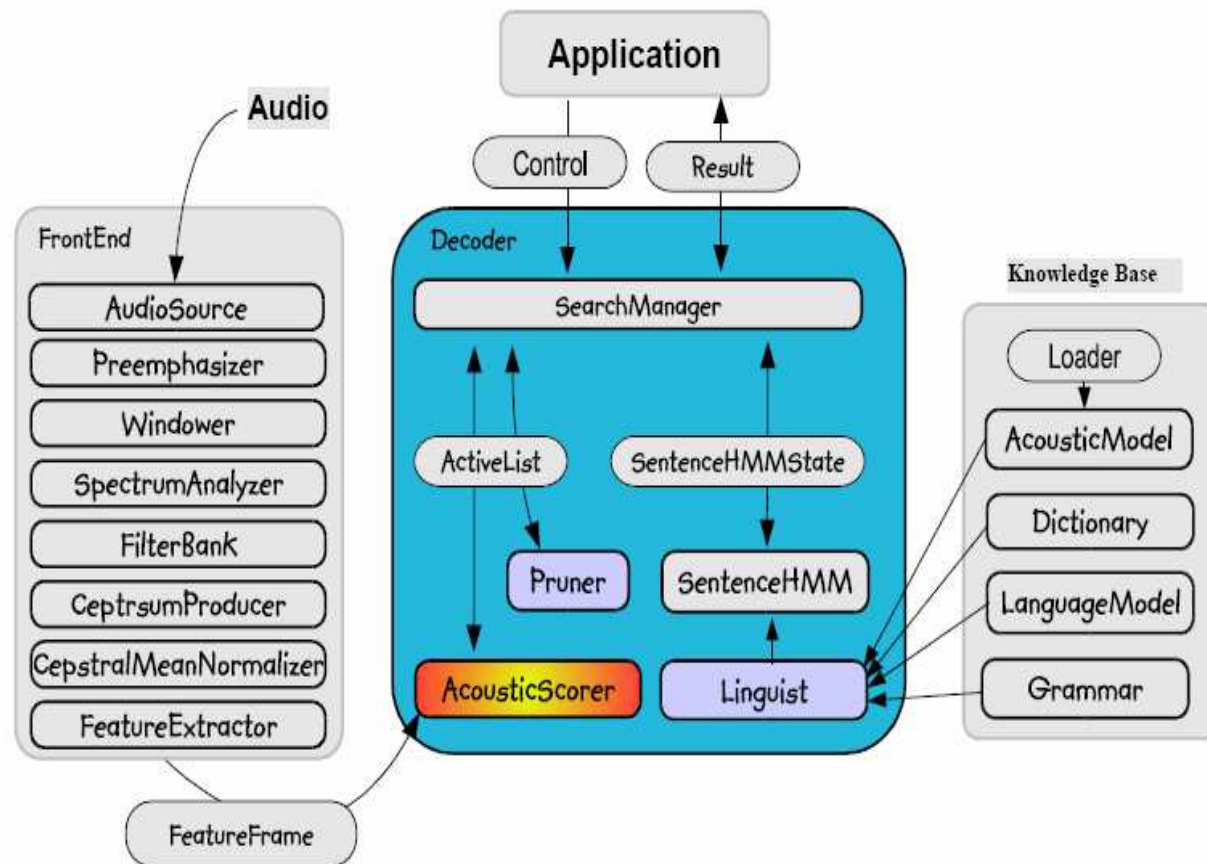 Application
Audio
Control
Result
FrontEnd
AudioSource
Preemphasizer
Windower
SpectrumAnalyzer
FilterBank
CeptrsumProducer
CepstralMeanNormalizer
FeatureExtractor
FeatureFrame
Decoder
SearchManager
ActiveList
SentenceHMMState
Pruner
SentenceHMM
AcousticScorer
Linguist
Knowledge Base
Loader
AcousticModel
Dictionary
LanguageModel
Grammar